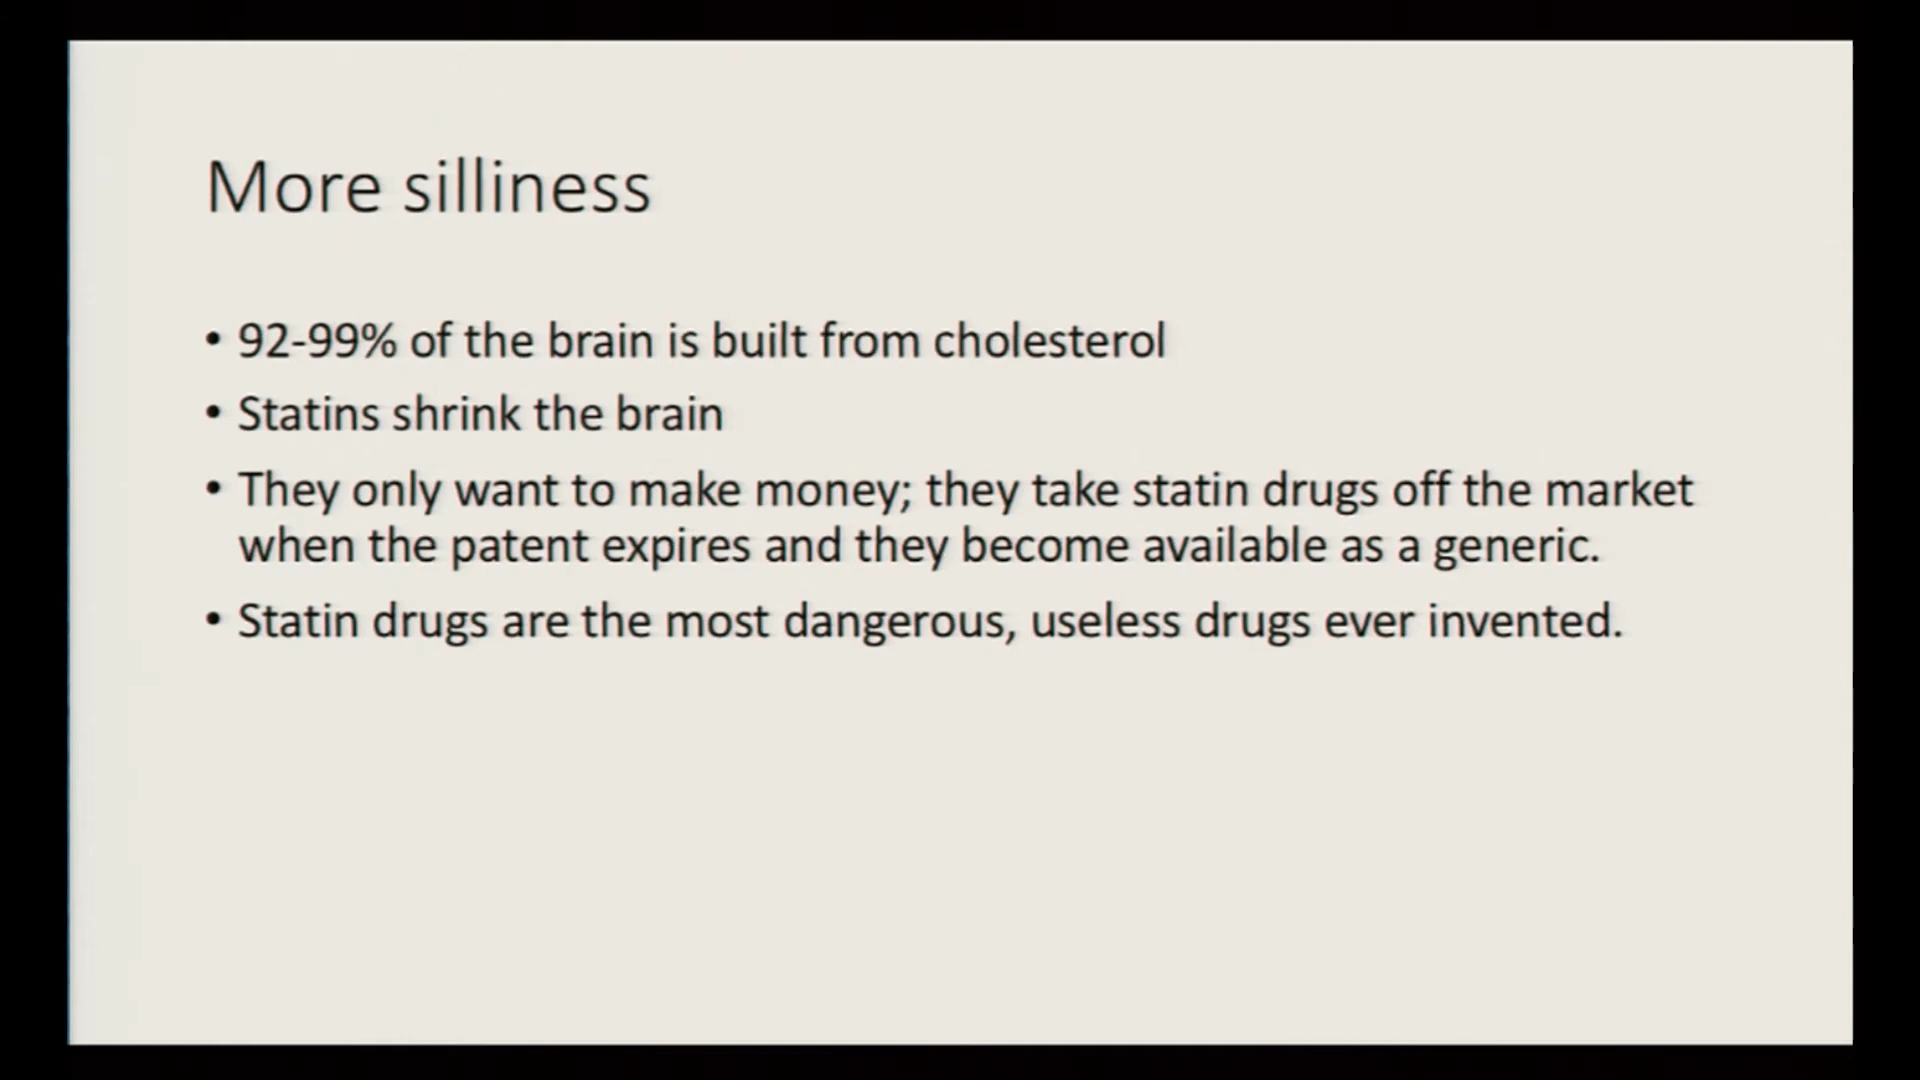 More silliness
• 92-99% of the brain is built from cholesterol
• Statins shrink the brain
• They only want to make money; they take statin drugs off the market
when the patent expires and they become available as a generic.
• Statin drugs are the most dangerous, useless drugs ever invented.